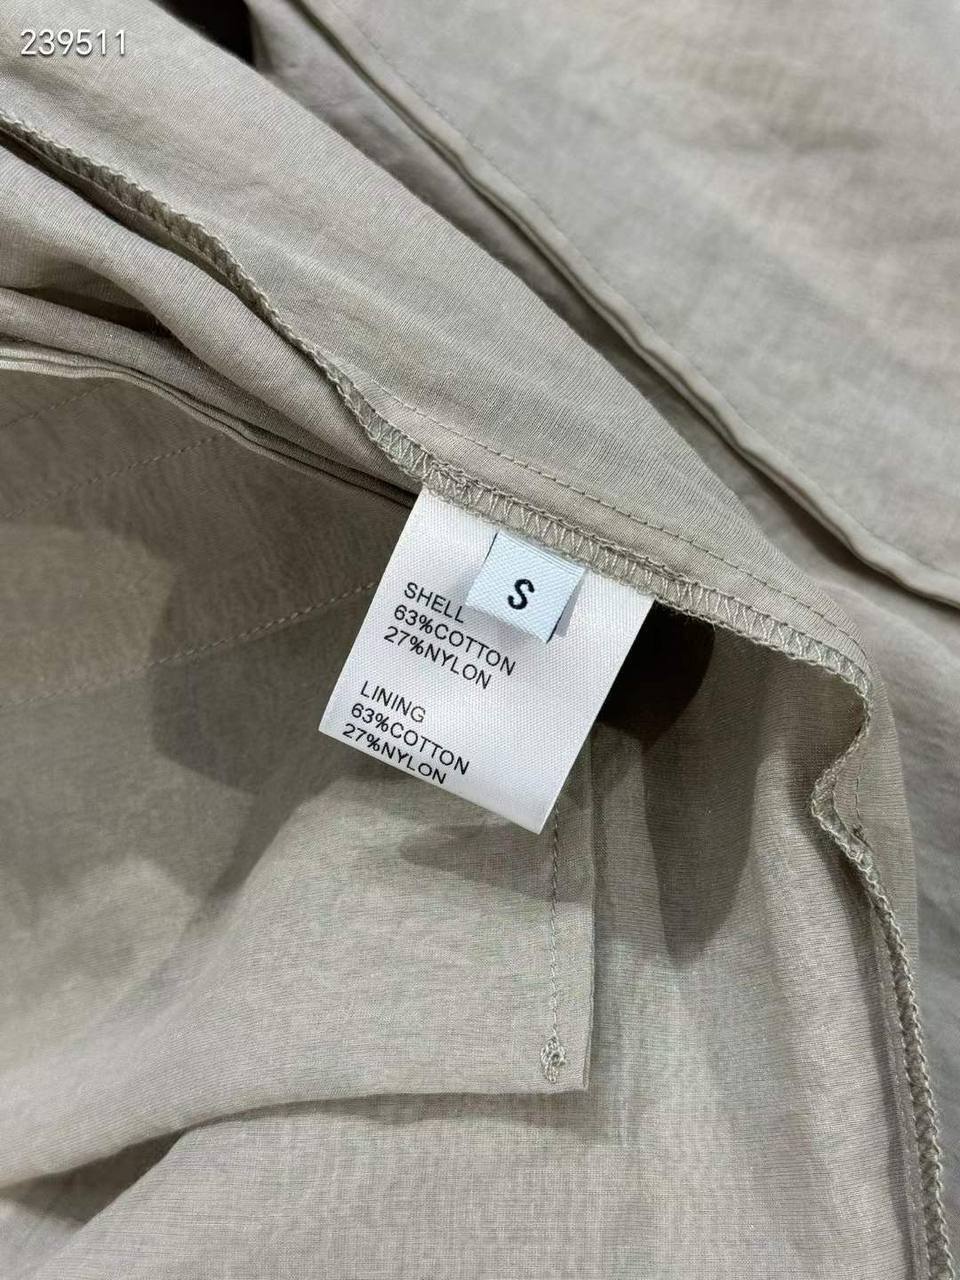 239511
S
SHELL
63%COTTON
27%NYLON
LINING
63%COTTON
27%NYLON